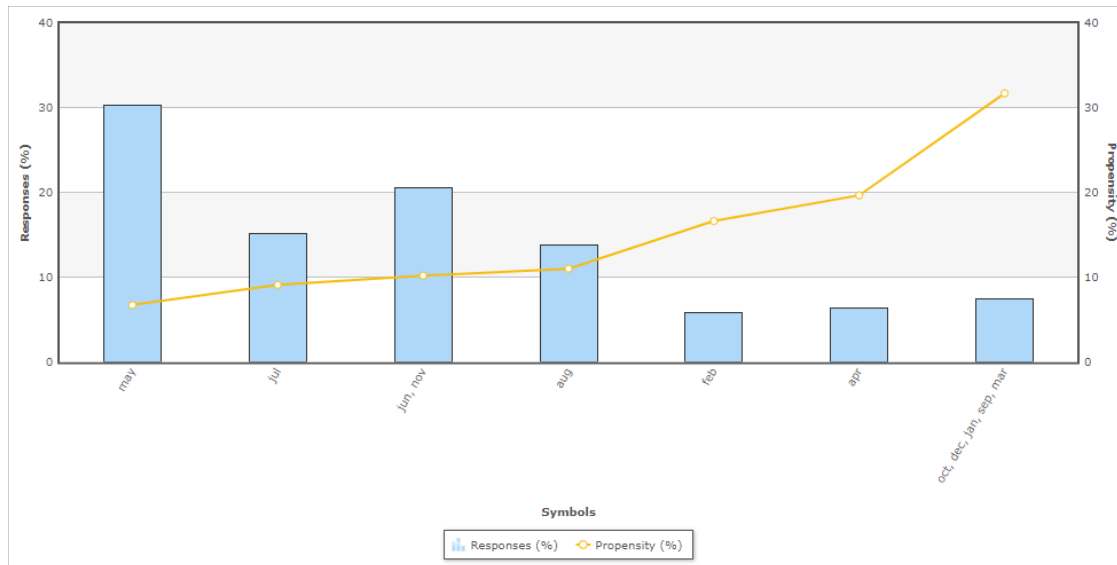 40
40
30
30
20
20
10
10
0
0
Responses (%)
Propensity (%)
may
jul
jun, nov
aug
feb
apr
oct, dec, jan, sep, mar
Symbols
Responses (%) Propensity (%)